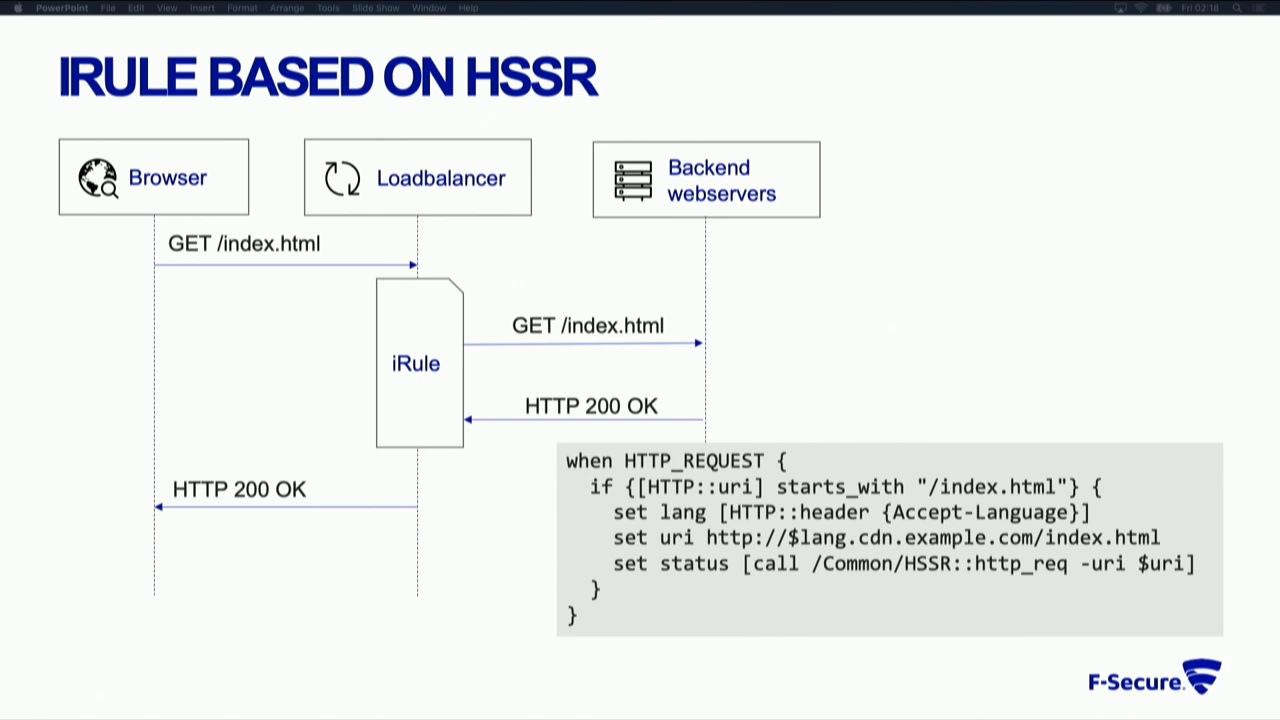 PowerPoint File Edit View Insert Format Arrange Tools Slide Show Window Help Fri 02:18
IRULE BASED ON HSSR
Browser
Loadbalancer
Backend
webservers
GET /index.html
GET /index.html
iRule
HTTP 200 OK
HTTP 200 OK
when HTTP_REQUEST {
if {[HTTP::uri] starts_with "/index.html"} {
set lang [HTTP::header {Accept-Language}]
set uri http://$lang.cdn.example.com/index.html
set status [call /Common/HSSR::http_req -uri $uri]
}
}
F-Secure.